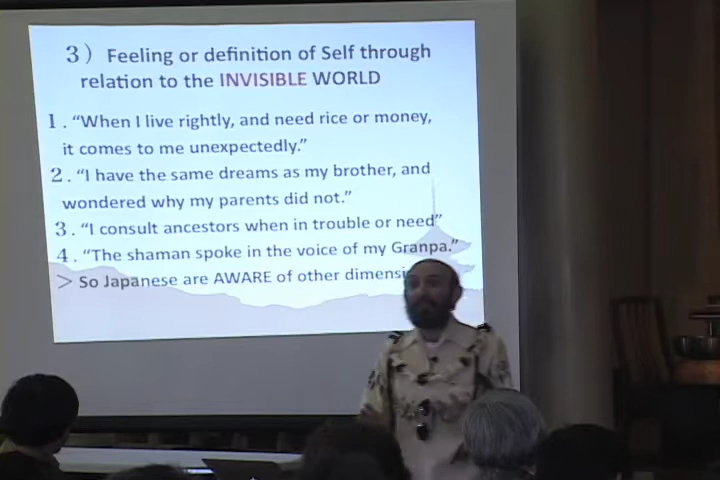 3） Feeling or definition of Self through
relation to the INVISIBLE WORLD
1. “When I live rightly, and need rice or money,
it comes to me unexpectedly.”
2. “I have the same dreams as my brother, and
wondered why my parents did not.”
3. “I consult ancestors when in trouble or need”
4. “The shaman spoke in the voice of my Granpa.”
> So Japanese are AWARE of other